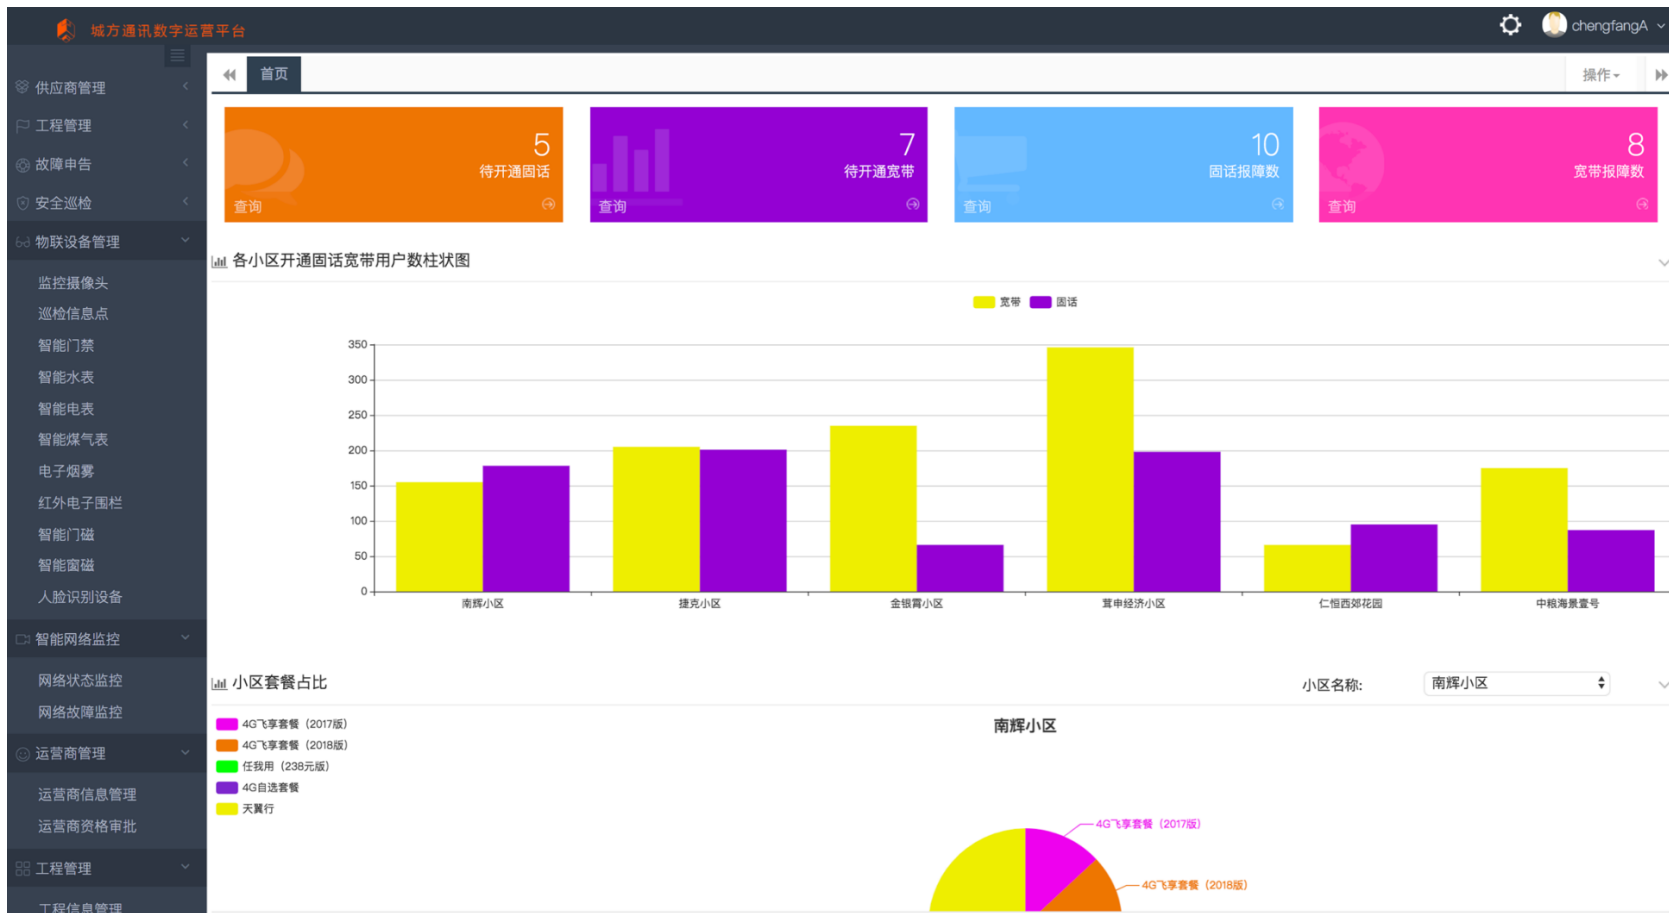 城方通讯数字运营平台
chengfangA
供应商管理
工程管理
故障申告
安全巡检
物联设备管理
监控摄像头
巡检信息点
智能门禁
智能水表
智能电表
智能煤气表
电子烟雾
红外电子围栏
智能门磁
智能窗磁
人脸识别设备
智能网络监控
网络状态监控
网络故障监控
运营商管理
运营商信息管理
运营商资格审批
工程管理
工程信息管理
首页
操作
5
待开通固话
查询
7
待开通宽带
查询
10
固话报障数
查询
8
宽带报障数
查询
各小区开通固话宽带用户数柱状图
宽带 固话
350
300
250
200
150
100
50
0
南辉小区 捷克小区 金银霄小区 茸申经济小区 仁恒西郊花园 中粮海景壹号
小区套餐占比
小区名称: 南辉小区
4G飞享套餐（2017版）
4G飞享套餐（2018版）
任我用（238元版）
4G自选套餐
天翼行
南辉小区
4G飞享套餐（2017版）
4G飞享套餐（2018版）